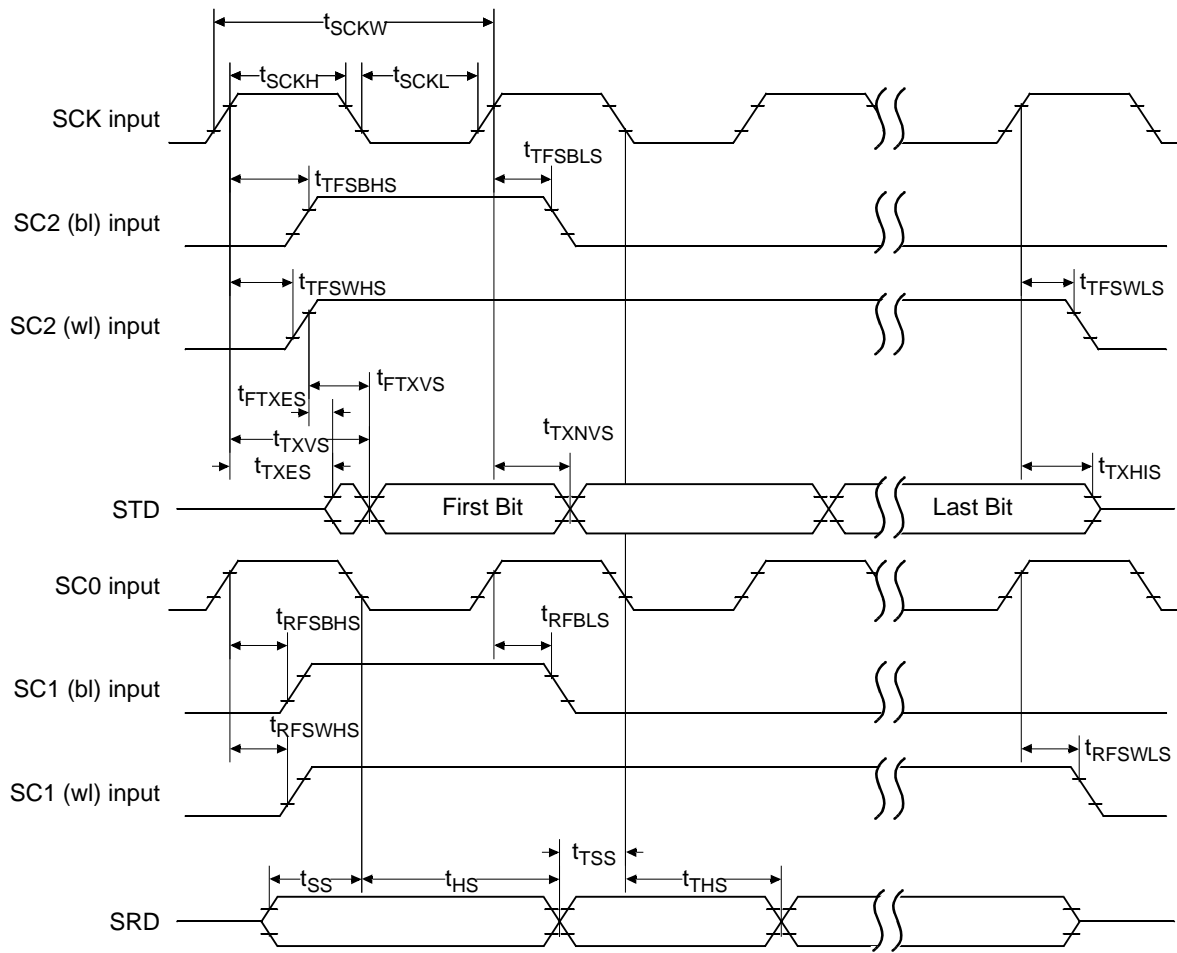 tSCKW
tSCKH
tSCKL
SCK input
tTFSBHS
tTFSBLS
SC2 (bl) input
tTFSWHS
tTFSWLS
SC2 (wl) input
tFTXES
tFTXVS
tTXVS
tTXNVS
tTXES
tTXHIS
STD
First Bit
Last Bit
SC0 input
tRFSBHS
tRFBLS
SC1 (bl) input
tRFSWHS
tRFSWLS
SC1 (wl) input
tTSS
tSS
tHS
tTHS
SRD